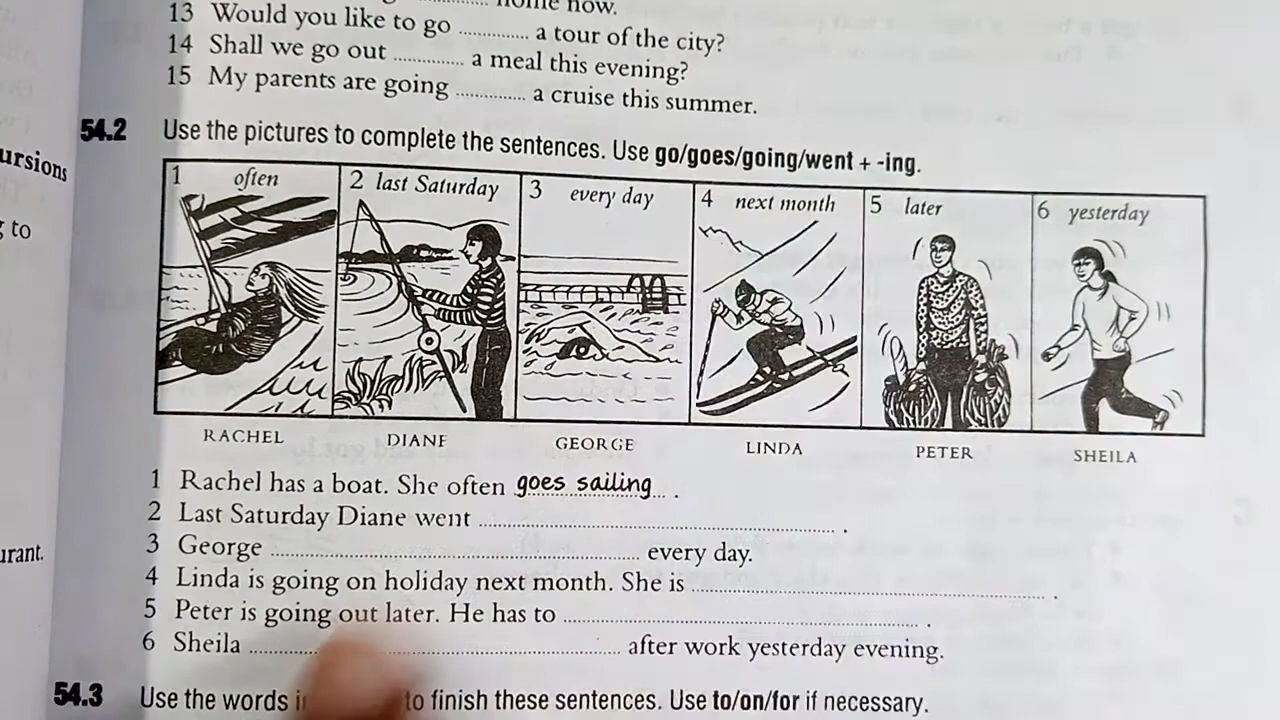 home now.
13 Would you like to go .............. a tour of the city?
14 Shall we go out .............. a meal this evening?
15 My parents are going .............. a cruise this summer.
54.2 Use the pictures to complete the sentences. Use go/goes/going/went + -ing.
ursions
to
1 often
2 last Saturday
3 every day
4 next month
5 later
6 yesterday
RACHEL
DIANE
GEORGE
LINDA
PETER
SHEILA
1 Rachel has a boat. She often goes sailing .
2 Last Saturday Diane went .............. .
3 George .............. every day.
4 Linda is going on holiday next month. She is .............. .
5 Peter is going out later. He has to .............. .
6 Sheila .............. after work yesterday evening.
urant.
54.3 Use the words to finish these sentences. Use to/on/for if necessary.